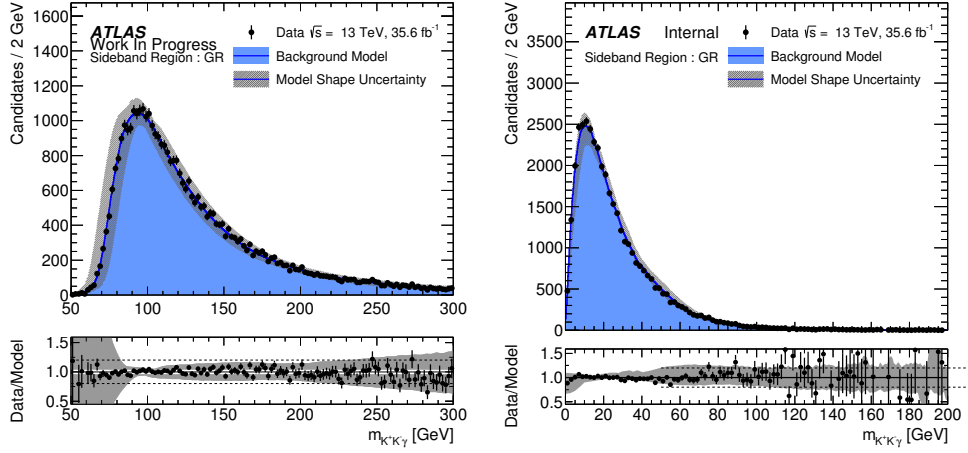 ATLAS
Work In Progress
Sideband Region : GR
Data √s = 13 TeV, 35.6 fb⁻¹
Background Model
Model Shape Uncertainty
Candidates / 2 GeV
1600
1400
1200
1000
800
600
400
200
0
50 100 150 200 250 300
Data/Model
1.5
1.0
0.5
50 100 150 200 250 300
m_K⁺K⁻γ [GeV]
ATLAS Internal
Sideband Region : GR
Data √s = 13 TeV, 35.6 fb⁻¹
Background Model
Model Shape Uncertainty
Candidates / 2 GeV
3500
3000
2500
2000
1500
1000
500
0
0 20 40 60 80 100 120 140 160 180 200
Data/Model
1.5
1.0
0.5
0 20 40 60 80 100 120 140 160 180 200
m_K⁺K⁻γ [GeV]